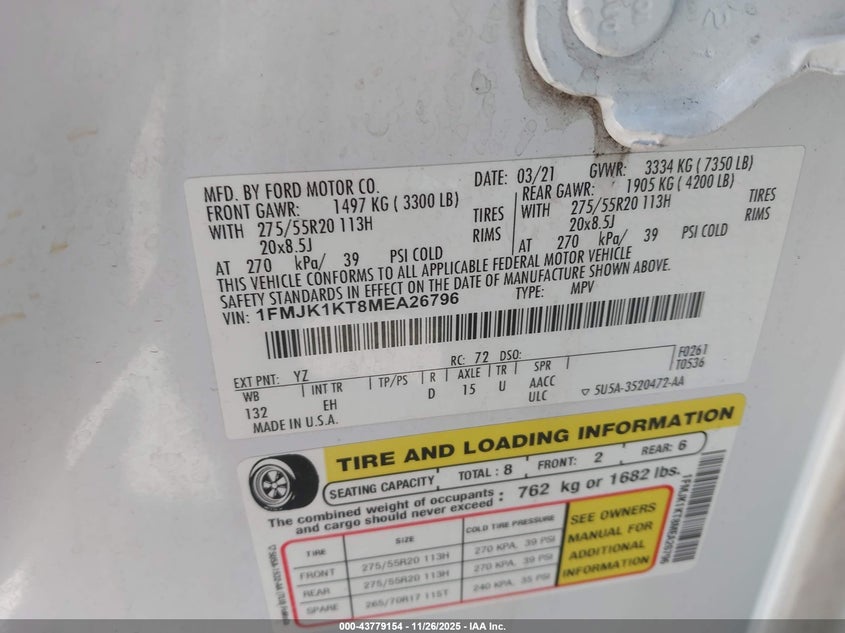 MFD. BY FORD MOTOR CO.
DATE: 03/21 GVWR: 3334 KG ( 7350 LB)
FRONT GAWR: 1497 KG ( 3300 LB)
REAR GAWR: 1905 KG ( 4200 LB)
WITH 275/55R20 113H TIRES
WITH 275/55R20 113H TIRES
20x8.5J RIMS
20x8.5J RIMS
AT 270 kPa/ 39 PSI COLD
AT 270 kPa/ 39 PSI COLD
THIS VEHICLE CONFORMS TO ALL APPLICABLE FEDERAL MOTOR VEHICLE
SAFETY STANDARDS IN EFFECT ON THE DATE OF MANUFACTURE SHOWN ABOVE.
VIN: 1FMJK1KT8MEA26796 TYPE: MPV
EXT PNT: YZ RC: 72 DSO: F0261
WB INT TR TP/PS R AXLE TR SPR T0536
132 EH D 15 U AACC
ULC 5U5A-3520472-AA
MADE IN U.S.A.
TIRE AND LOADING INFORMATION
SEATING CAPACITY TOTAL : 8 FRONT: 2 REAR: 6
The combined weight of occupants
and cargo should never exceed : 762 kg or 1682 lbs.
TIRE SIZE COLD TIRE PRESSURE
FRONT 275/55R20 113H 270 KPA, 39 PSI
REAR 275/55R20 113H 270 KPA, 39 PSI
SPARE 265/70R17 115T 240 KPA, 35 PSI
SEE OWNERS
MANUAL FOR
ADDITIONAL
INFORMATION
1FMJK1KT8MEA26796
000-43779154 - 11/26/2025 - IAA Inc.